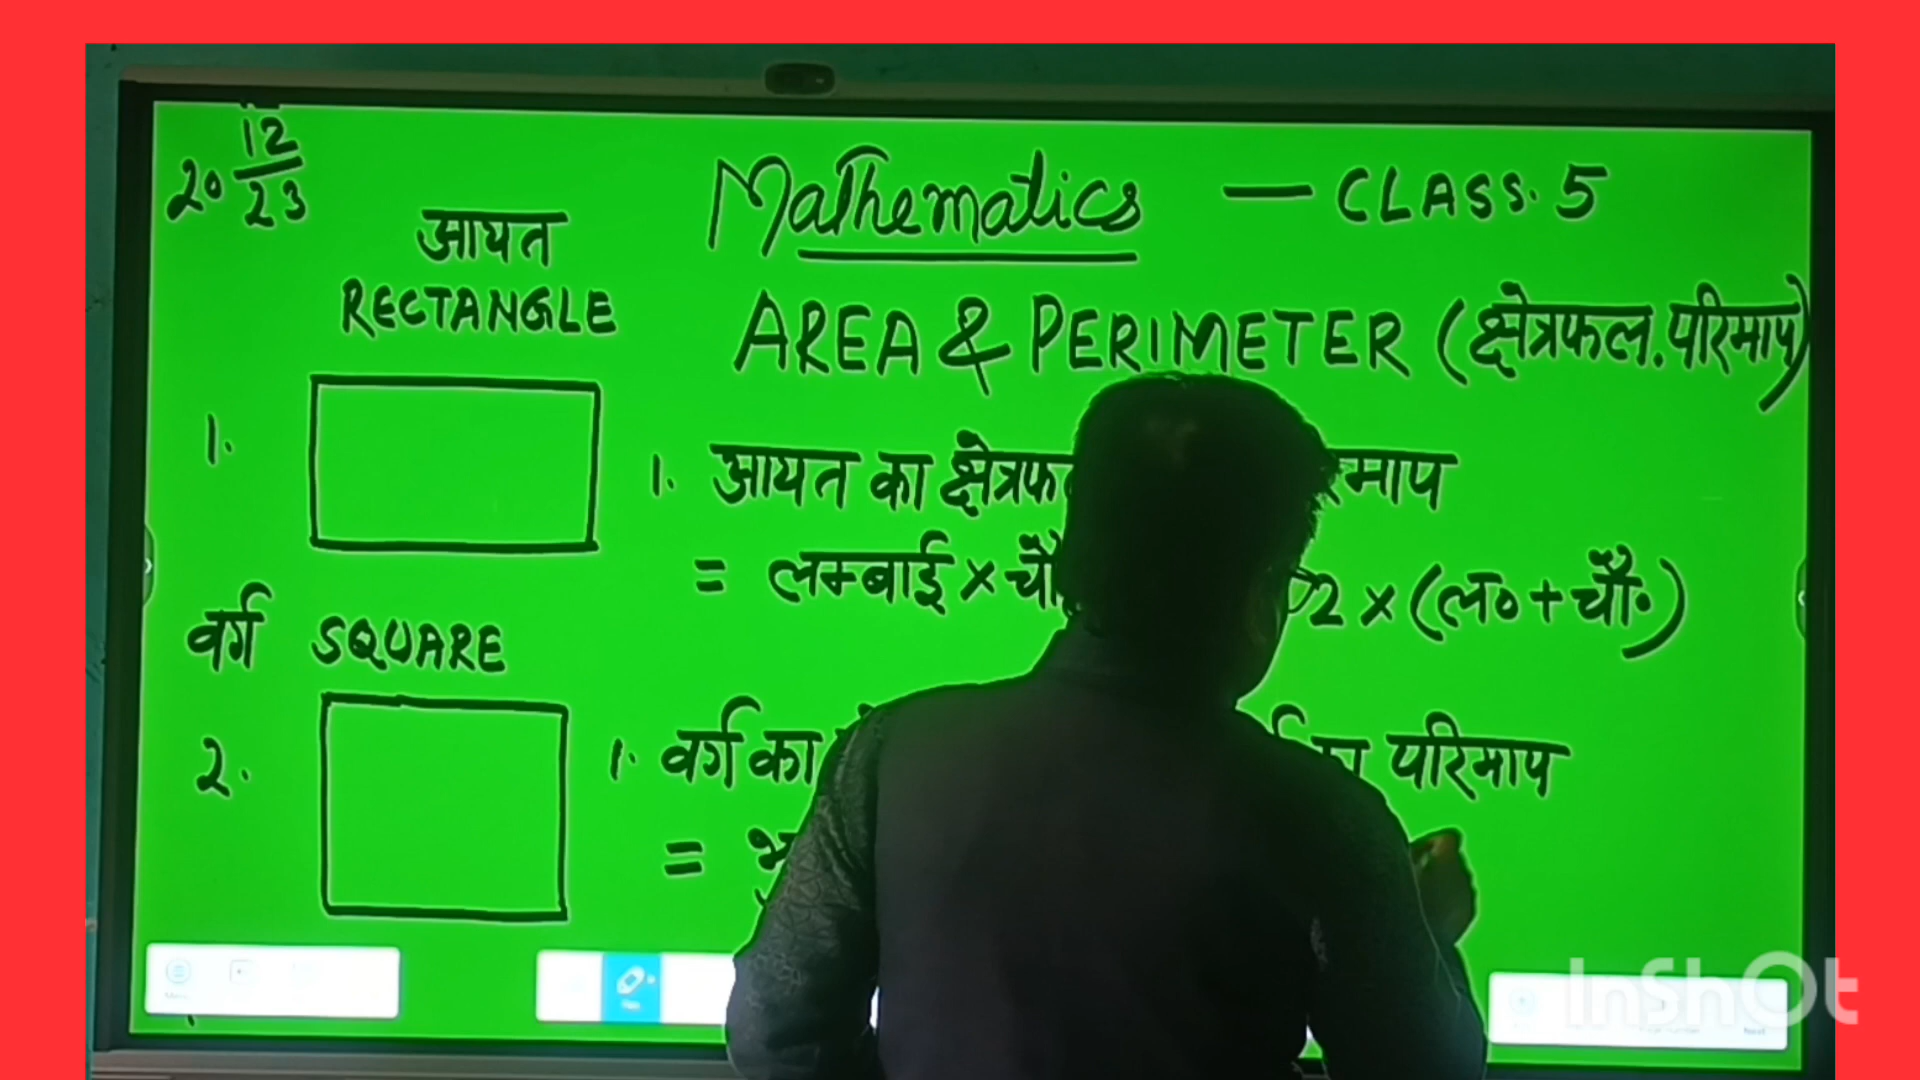 20 12/23
Mathematics — CLASS. 5
आयत
RECTANGLE
AREA & PERIMETER (क्षेत्रफल. परिमाप)
1.
1. आयत का
= लम्बाई ×
2 × (ल० + चौ०)
वर्ग SQUARE
2.
1. वर्ग का
परिमाप
=
InShOt